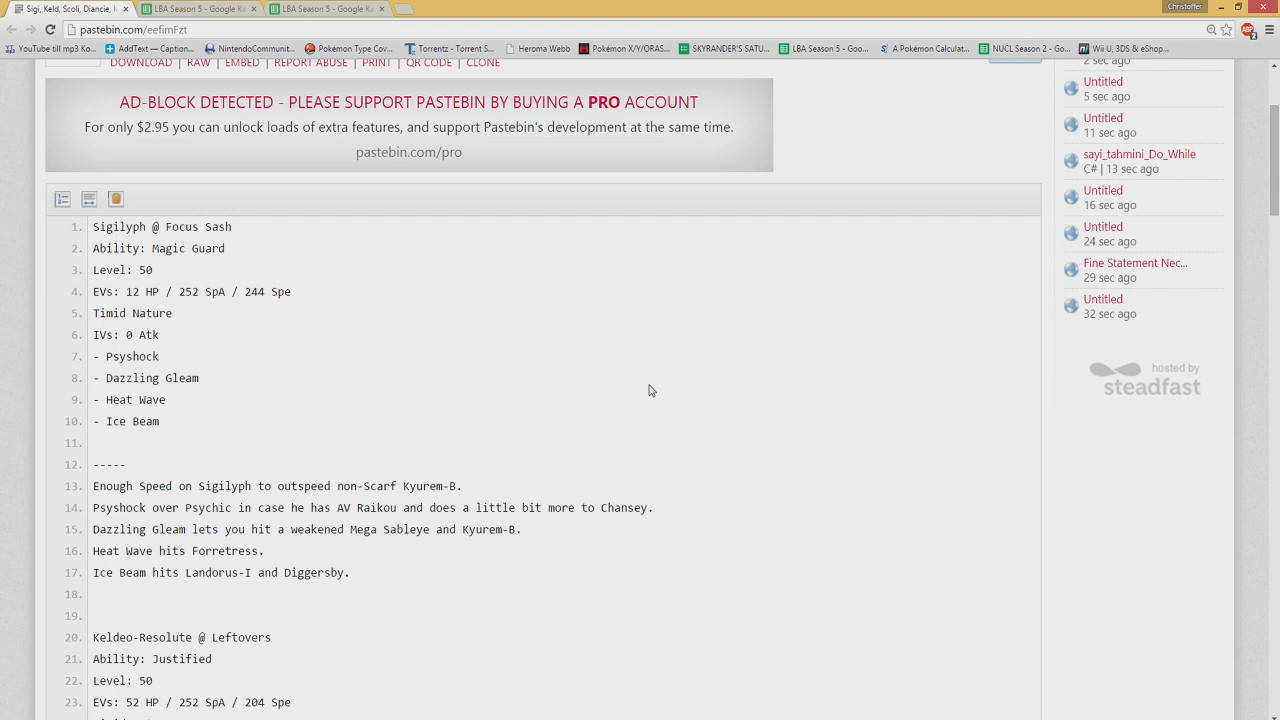 Sigi, Keld, Scoli, Diancie,
LBA Season 5 - Google Ka
LBA Season 5 - Google Ka
Christoffer
pastebin.com/eefimFzt
YouTube till mp3 Ko...
AddText — Caption...
NintendoCommunit...
Pokémon Type Cov...
Torrentz - Torrent S...
Heroma Webb
Pokémon X/Y/ORAS...
SKYRANDER'S SATU...
LBA Season 5 - Goo...
A Pokémon Calculat...
NUCL Season 2 - Go...
Wii U, 3DS & eShop...
DOWNLOAD | RAW | EMBED | REPORT ABUSE | PRINT | QR CODE | CLONE
AD-BLOCK DETECTED - PLEASE SUPPORT PASTEBIN BY BUYING A PRO ACCOUNT
For only $2.95 you can unlock loads of extra features, and support Pastebin's development at the same time.
pastebin.com/pro
1. Sigilyph @ Focus Sash
2. Ability: Magic Guard
3. Level: 50
4. EVs: 12 HP / 252 SpA / 244 Spe
5. Timid Nature
6. IVs: 0 Atk
7. - Psyshock
8. - Dazzling Gleam
9. - Heat Wave
10. - Ice Beam
11.
12. -----
13. Enough Speed on Sigilyph to outspeed non-Scarf Kyurem-B.
14. Psyshock over Psychic in case he has AV Raikou and does a little bit more to Chansey.
15. Dazzling Gleam lets you hit a weakened Mega Sableye and Kyurem-B.
16. Heat Wave hits Forretress.
17. Ice Beam hits Landorus-I and Diggersby.
18.
19.
20. Keldeo-Resolute @ Leftovers
21. Ability: Justified
22. Level: 50
23. EVs: 52 HP / 252 SpA / 204 Spe
2 sec ago
Untitled
5 sec ago
Untitled
11 sec ago
sayi_tahmini_Do_While
C# | 13 sec ago
Untitled
16 sec ago
Untitled
24 sec ago
Fine Statement Nec...
29 sec ago
Untitled
32 sec ago
hosted by
steadfast